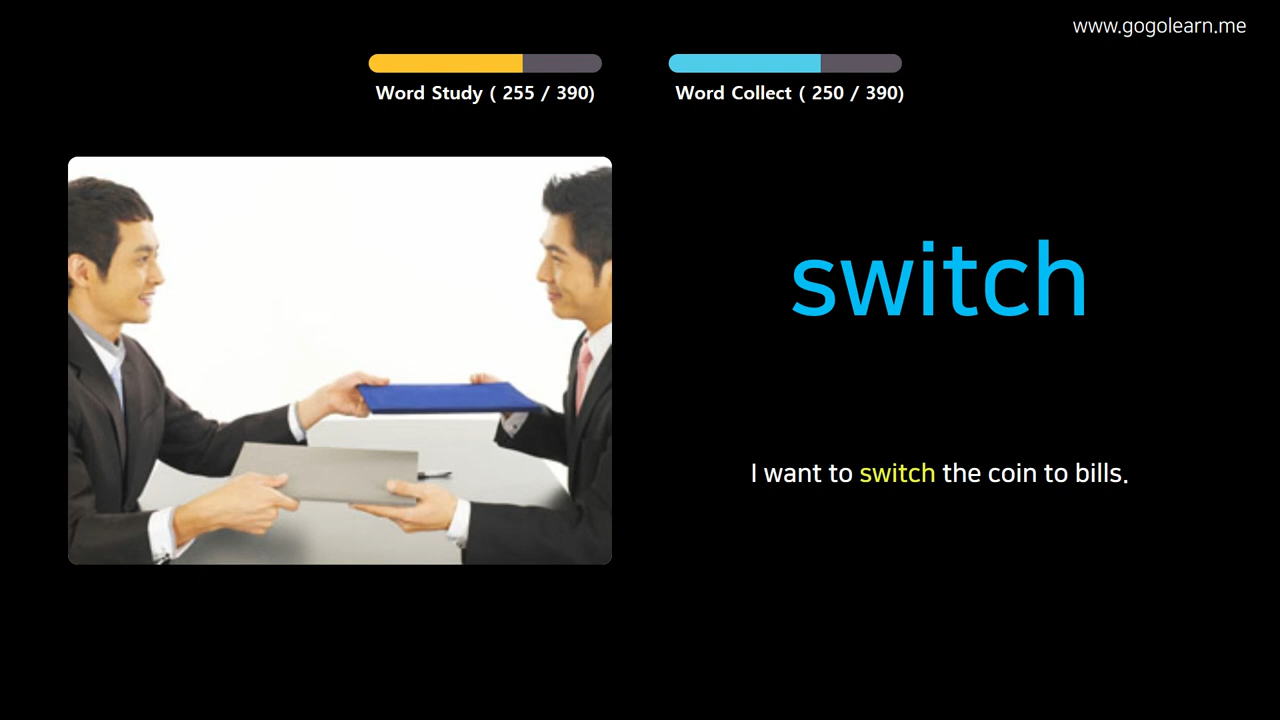 www.gogolearn.me
Word Study ( 255 / 390)
Word Collect ( 250 / 390)
switch
I want to switch the coin to bills.